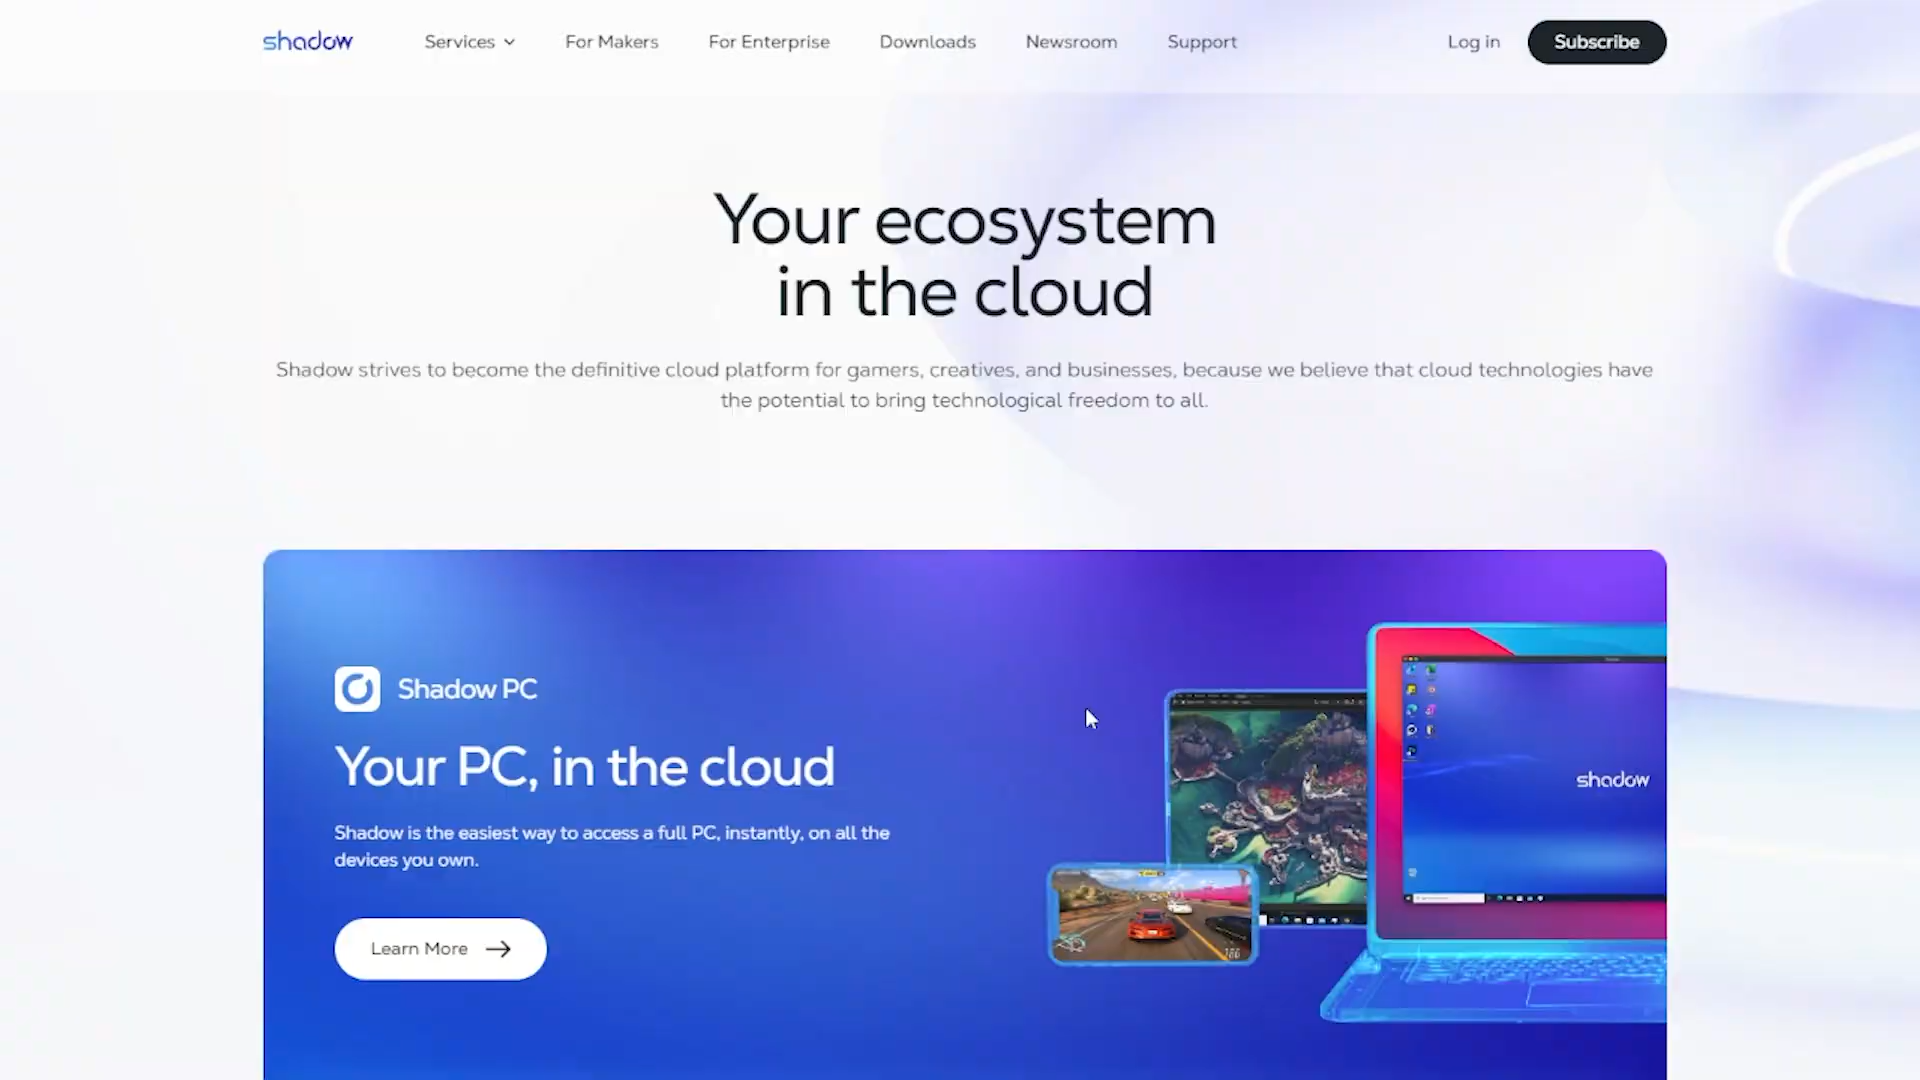 shadow Services For Makers For Enterprise Downloads Newsroom Support Log in Subscribe
Your ecosystem
in the cloud
Shadow strives to become the definitive cloud platform for gamers, creatives, and businesses, because we believe that cloud technologies have
the potential to bring technological freedom to all.
Shadow PC
Your PC, in the cloud
shadow
Shadow is the easiest way to access a full PC, instantly, on all the
devices you own.
Learn More
186